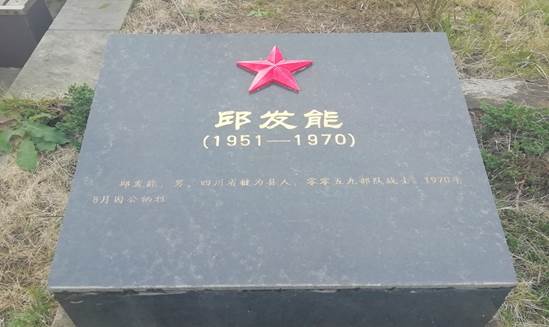 邱发能
(1951—1970)
邱发能，男，四川省犍为县人，零零五九部队战士，1970年
8月因公牺牲